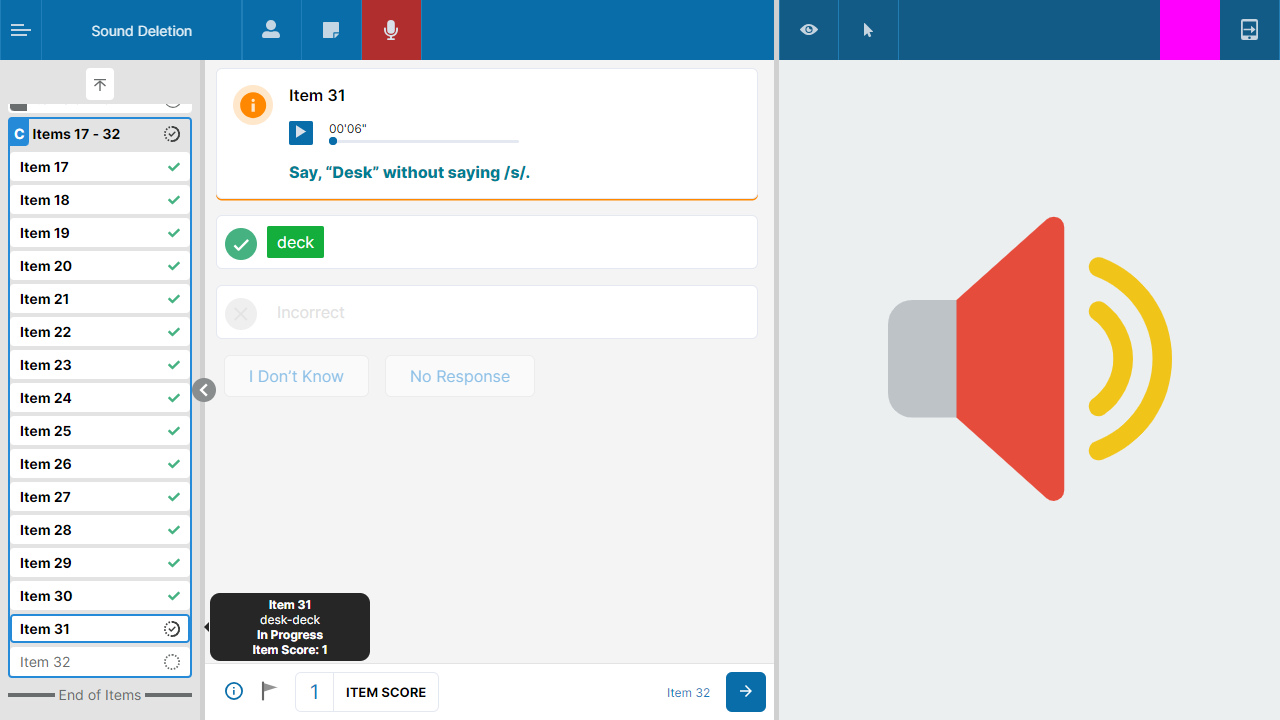 Sound Deletion
C Items 17 - 32
Item 17
Item 18
Item 19
Item 20
Item 21
Item 22
Item 23
Item 24
Item 25
Item 26
Item 27
Item 28
Item 29
Item 30
Item 31
Item 32
End of Items
Item 31
00'06"
Say, “Desk” without saying /s/.
deck
Incorrect
I Don’t Know
No Response
Item 31
desk-deck
In Progress
Item Score: 1
1 ITEM SCORE
Item 32